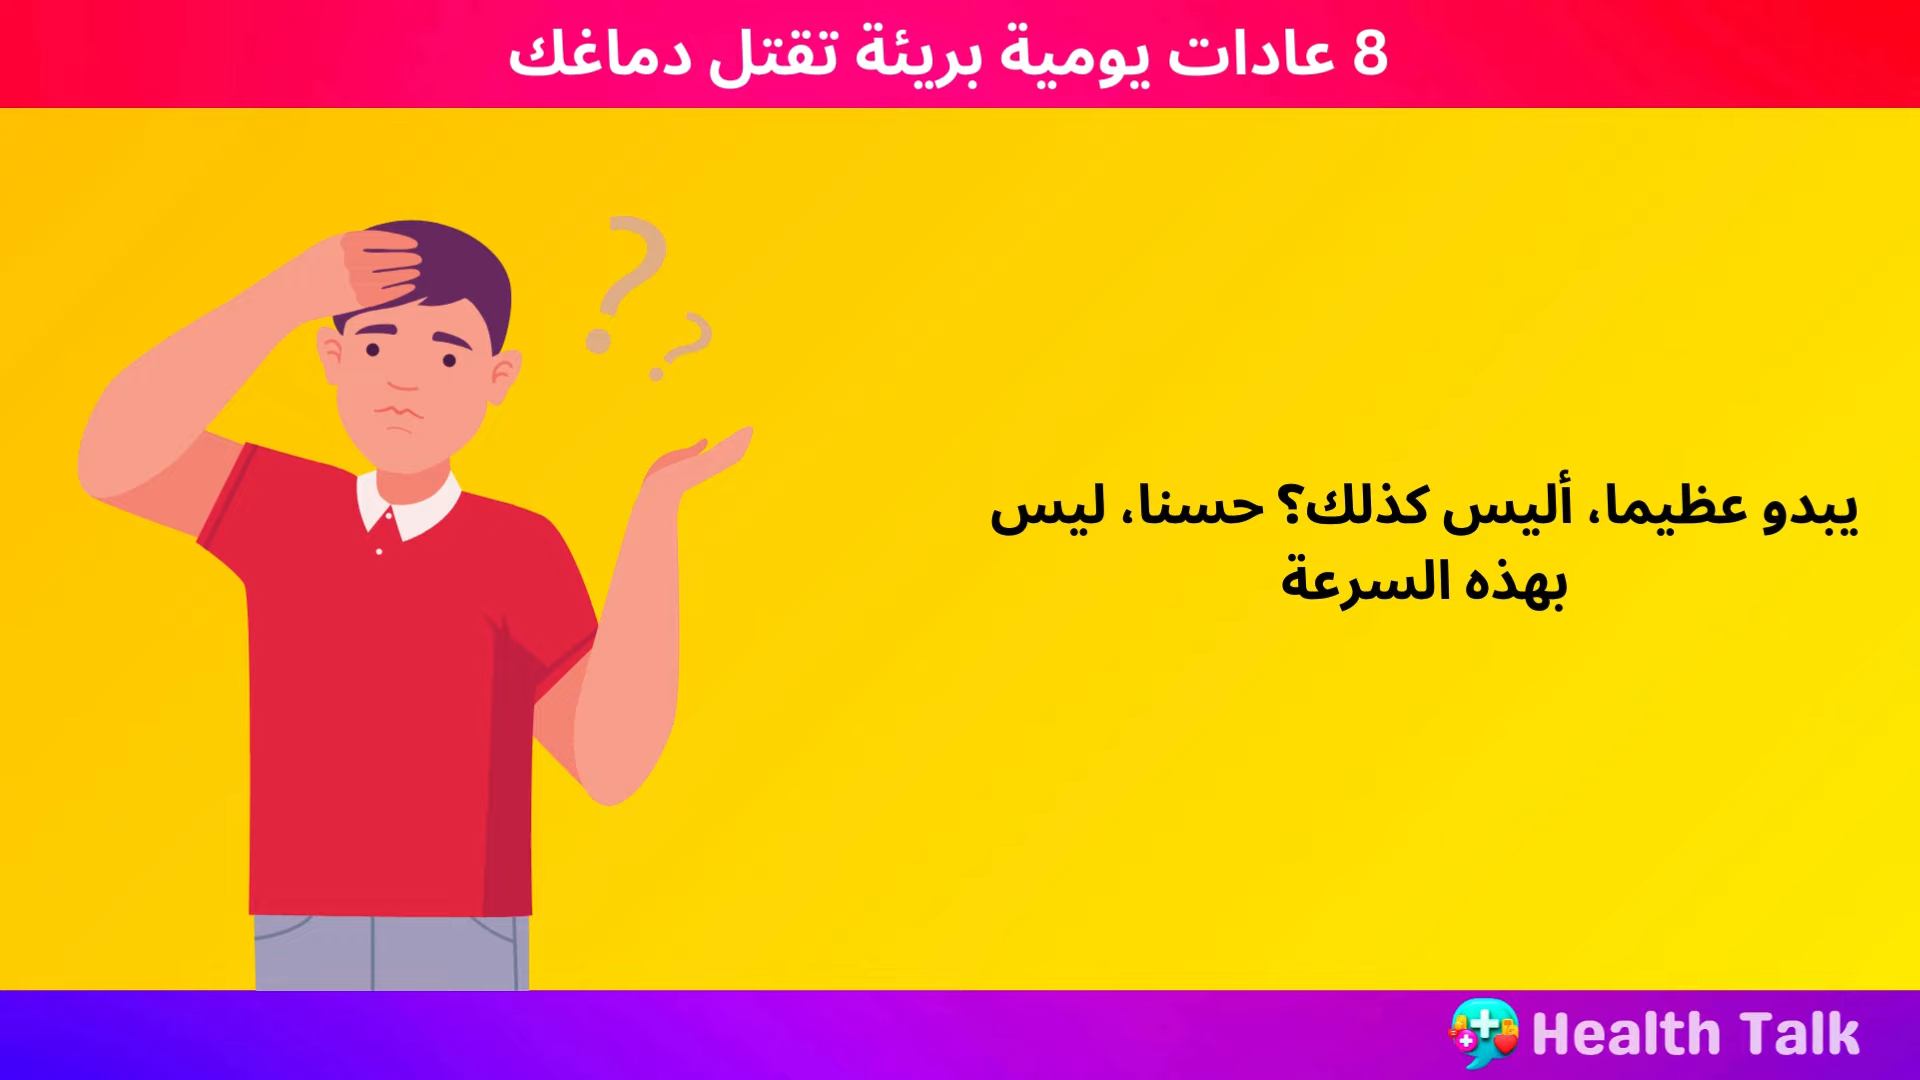 8 عادات يومية بريئة تقتل دماغك
يبدو عظيما، أليس كذلك؟ حسنا، ليس
بهذه السرعة
Health Talk